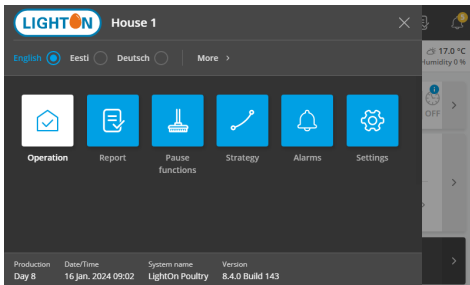 LIGHTON House 1
17.0 °C
Humidity 0 %
English Eesti Deutsch More
OFF
Operation Report Pause functions Strategy Alarms Settings
Production Date/Time System name Version
Day 8 16 Jan. 2024 09:02 LightOn Poultry 8.4.0 Build 143